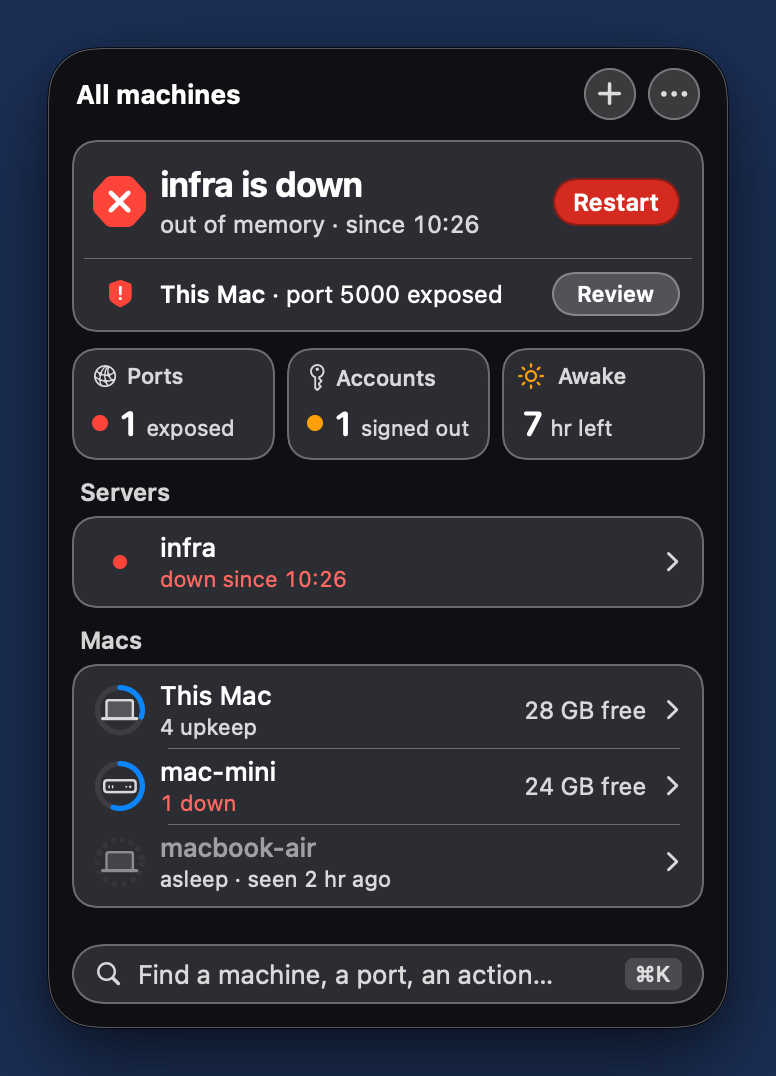 All machines
infra is down
out of memory · since 10:26
Restart
This Mac · port 5000 exposed
Review
Ports
1 exposed
Accounts
1 signed out
Awake
7 hr left
Servers
infra
down since 10:26
Macs
This Mac
4 upkeep
28 GB free
mac-mini
1 down
24 GB free
macbook-air
asleep · seen 2 hr ago
Find a machine, a port, an action...
⌘K